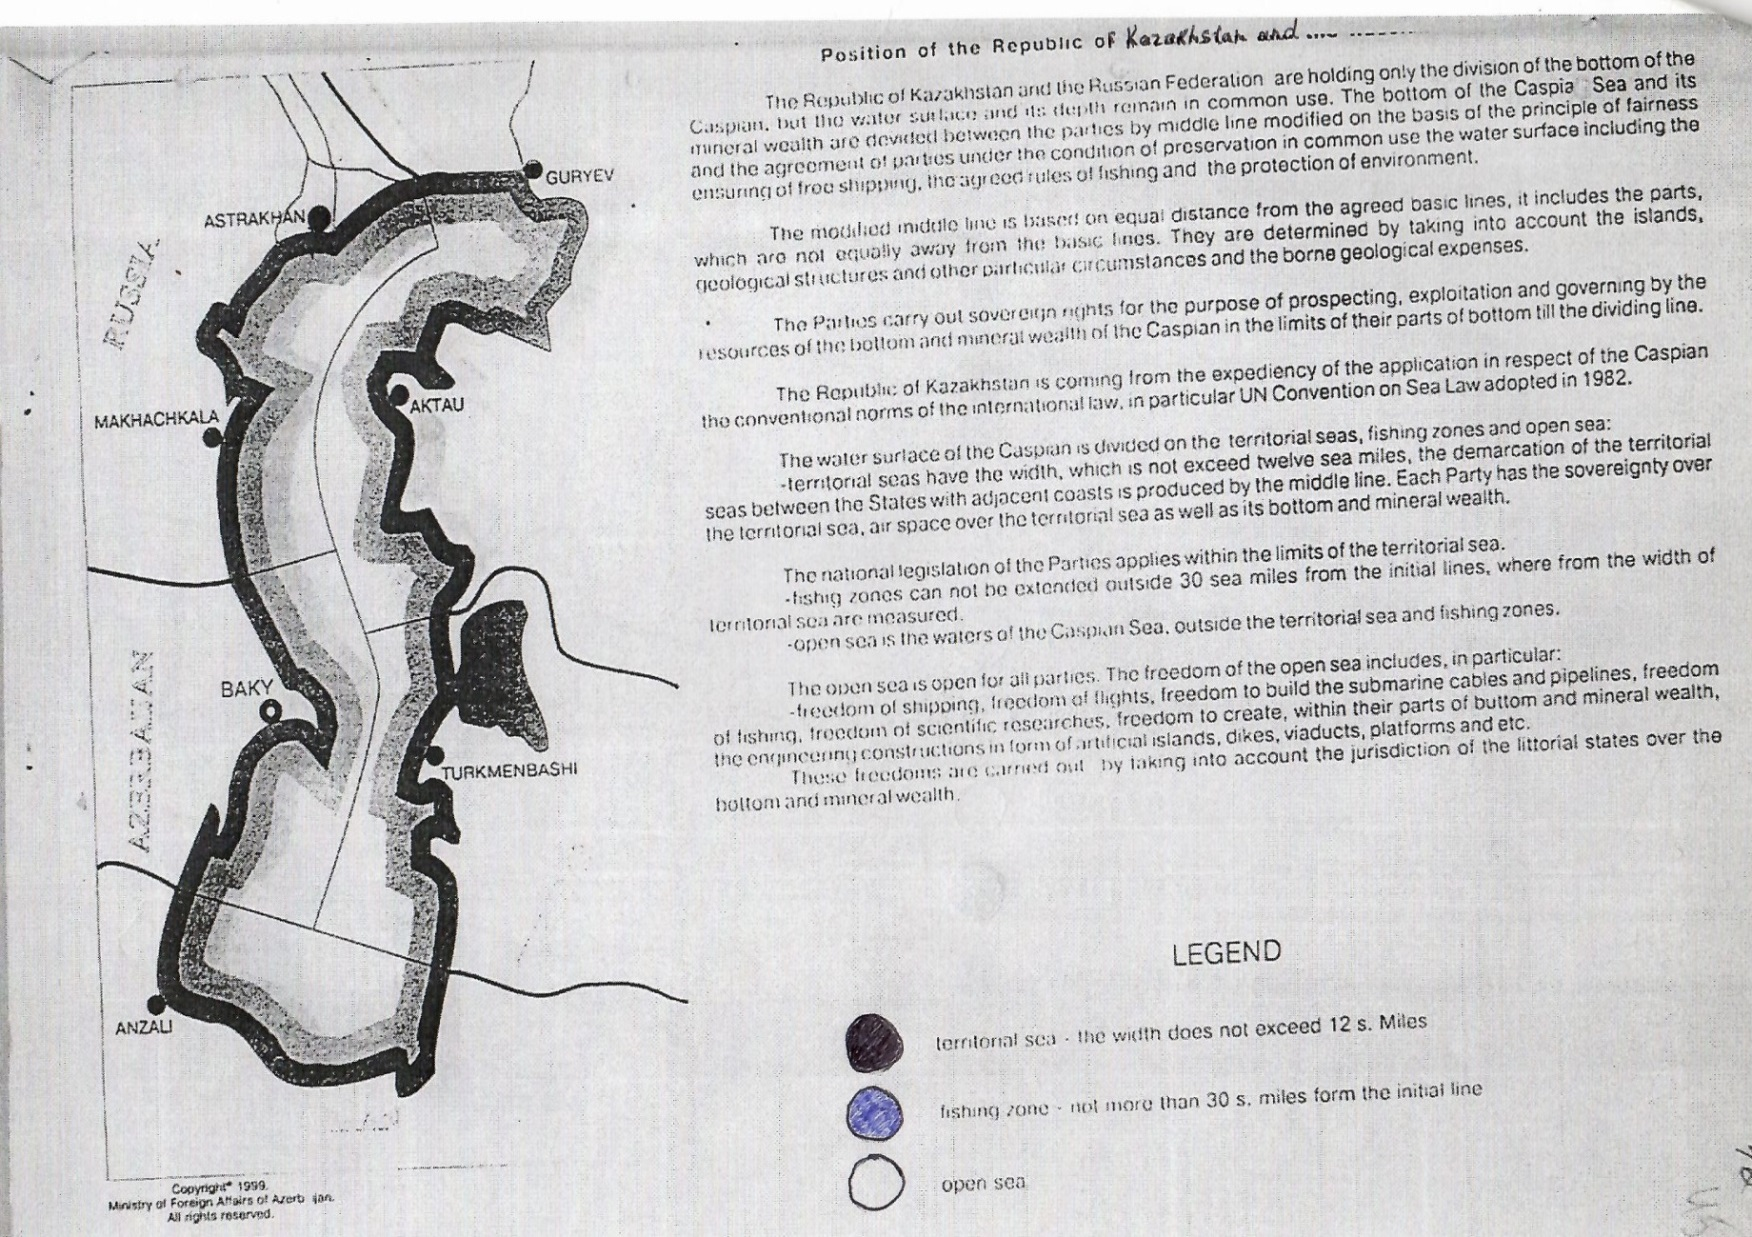 Position of the Republic of Kazakhstan and .... .......
The Republic of Kazakhstan and the Russian Federation are holding only the division of the bottom of the
Caspian, but the water surface and its depth remain in common use. The bottom of the Caspia Sea and its
mineral wealth are devided between the parties by middle line modified on the basis of the principle of fairness
and the agreement of parties under the condition of preservation in common use the water surface including the
ensuring of free shipping, the agreed rules of fishing and the protection of environment.
The modified middle line is based on equal distance from the agreed basic lines, it includes the parts,
which are not equally away from the basic lines. They are determined by taking into account the islands,
geological structures and other particular circumstances and the borne geological expenses.
The Parties carry out sovereign rights for the purpose of prospecting, exploitation and governing by the
resources of the bottom and mineral wealth of the Caspian in the limits of their parts of bottom till the dividing line.
The Republic of Kazakhstan is coming from the expediency of the application in respect of the Caspian
the conventional norms of the international law, in particular UN Convention on Sea Law adopted in 1982.
The water surface of the Caspian is divided on the territorial seas, fishing zones and open sea:
-territorial seas have the width, which is not exceed twelve sea miles, the demarcation of the territorial
seas between the States with adjacent coasts is produced by the middle line. Each Party has the sovereignty over
the territorial sea, air space over the territorial sea as well as its bottom and mineral wealth.
The national legislation of the Parties applies within the limits of the territorial sea.
-fishig zones can not be extended outside 30 sea miles from the initial lines, where from the width of
territorial sea are measured.
-open sea is the waters of the Caspian Sea, outside the territorial sea and fishing zones.
The open sea is open for all parties. The freedom of the open sea includes, in particular:
-freedom of shipping, freedom of flights, freedom to build the submarine cables and pipelines, freedom
of fishing, freedom of scientific researches, freedom to create, within their parts of buttom and mineral wealth,
the engineering constructions in form of artificial islands, dikes, viaducts, platforms and etc.
These freedoms are carried out by taking into account the jurisdiction of the littorial states over the
bottom and mineral wealth.
GURYEV
ASTRAKHAN
RUSSIA
AKTAU
MAKHACHKALA
BAKY
AZERBAIJAN
TURKMENBASHI
ANZALI
LEGEND
territorial sea - the width does not exceed 12 s. Miles
fishing zone - not more than 30 s. miles form the initial line
open sea
Copyright* 1999.
Ministry of Foreign Affairs of Azerb ijan.
All rights reserved.